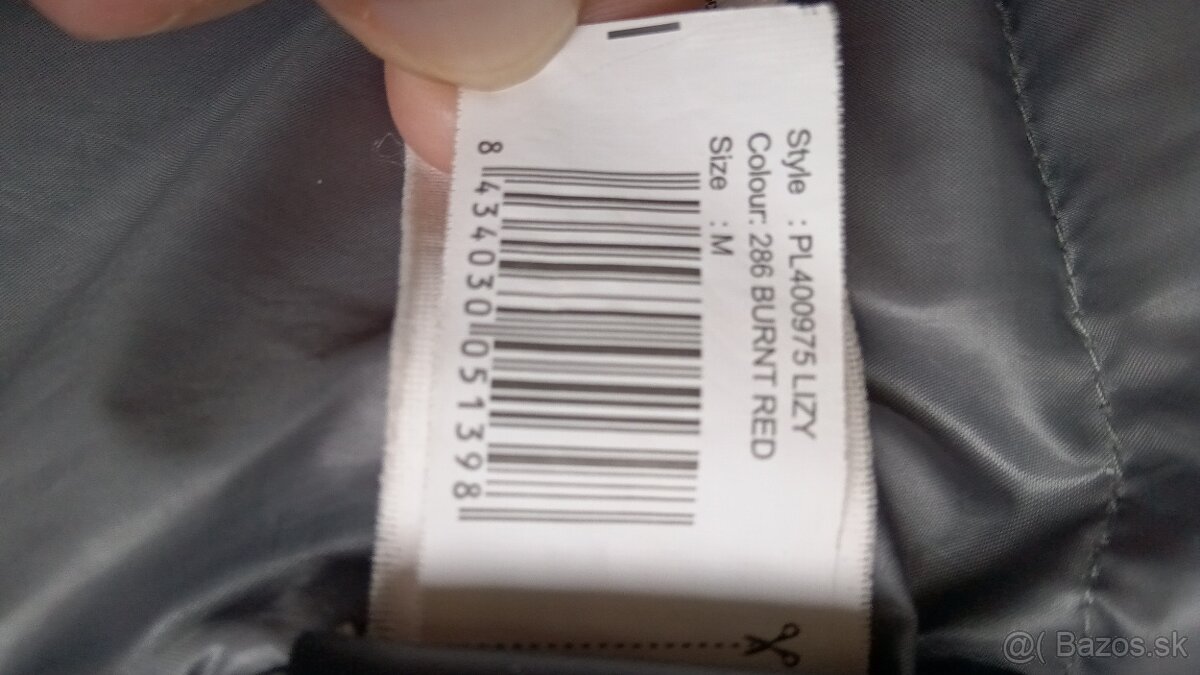 Style : PL400975 LIZY
Colour: 286 BURNT RED
Size : M
8 434030 051398
@( Bazos.sk